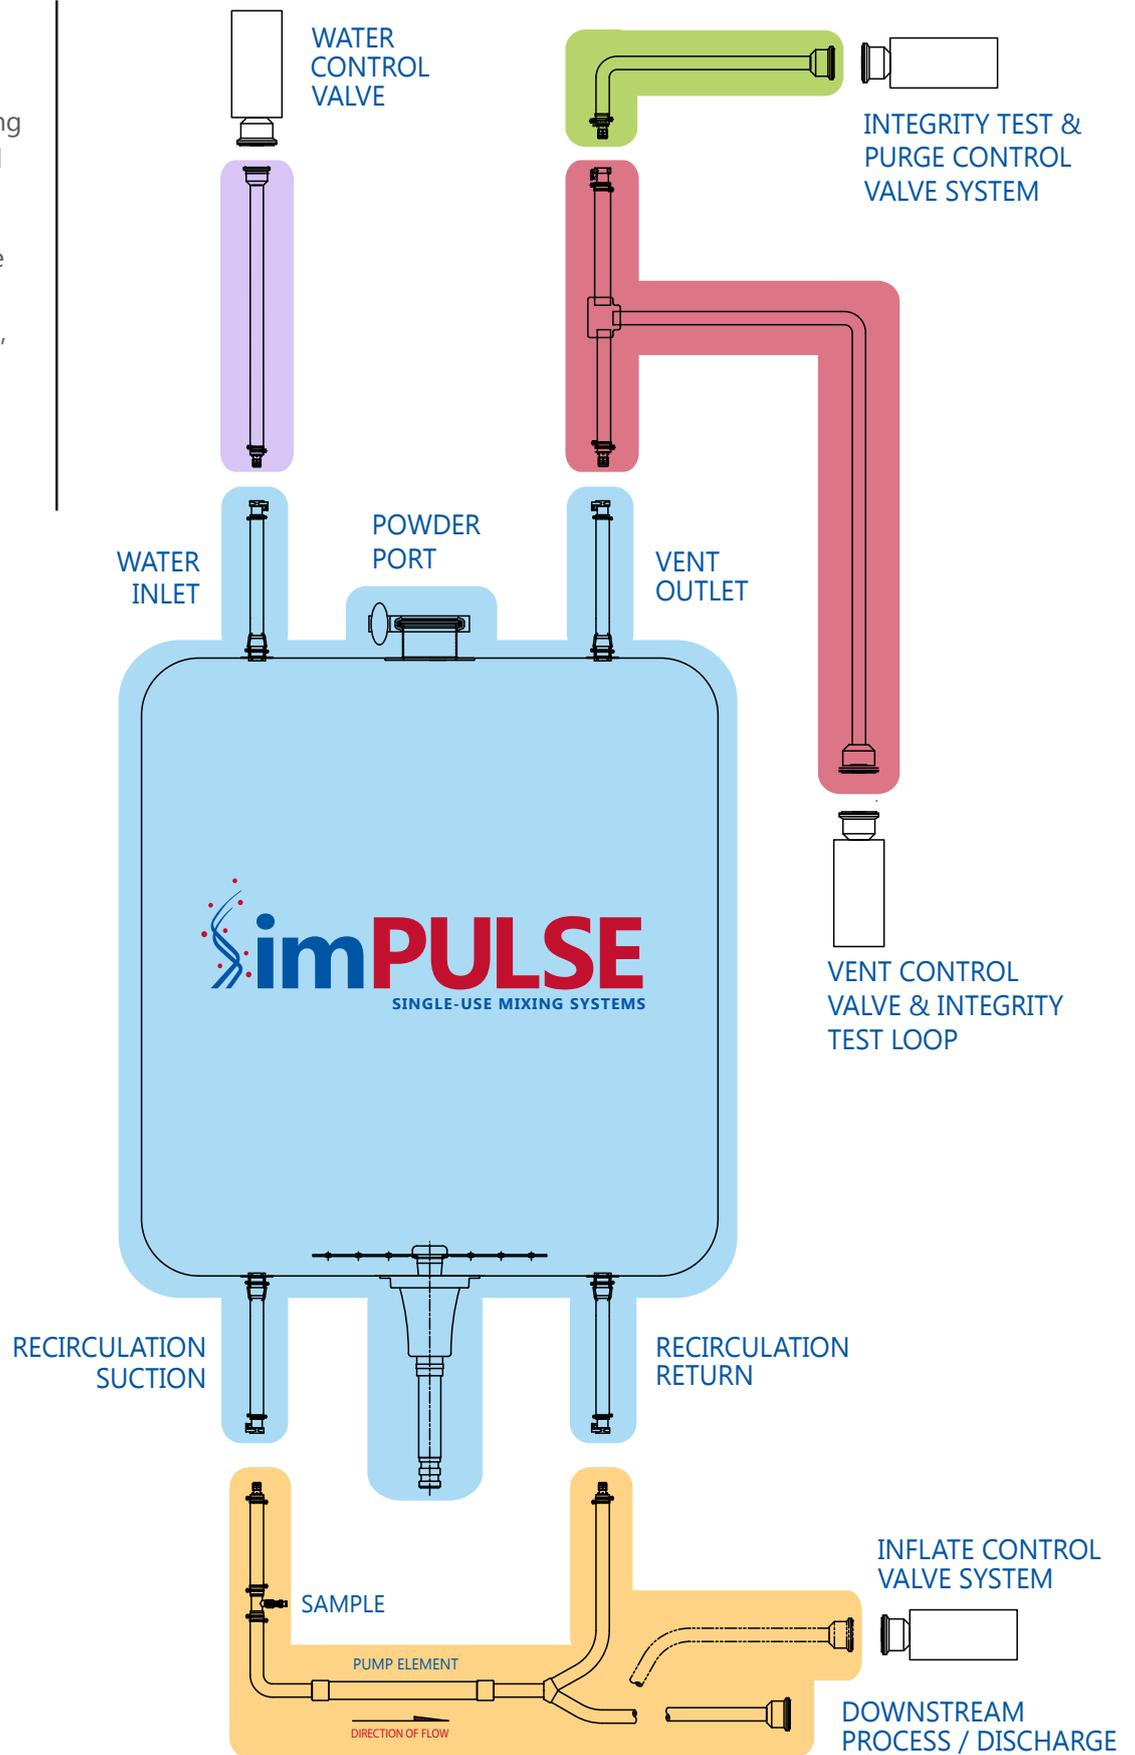 WATER
CONTROL
VALVE
ng
INTEGRITY TEST &
PURGE CONTROL
VALVE SYSTEM
e
,
POWDER
PORT
WATER
INLET
VENT
OUTLET
imPULSE
SINGLE-USE MIXING SYSTEMS
VENT CONTROL
VALVE & INTEGRITY
TEST LOOP
RECIRCULATION
SUCTION
RECIRCULATION
RETURN
INFLATE CONTROL
VALVE SYSTEM
SAMPLE
PUMP ELEMENT
DIRECTION OF FLOW
DOWNSTREAM
PROCESS / DISCHARGE